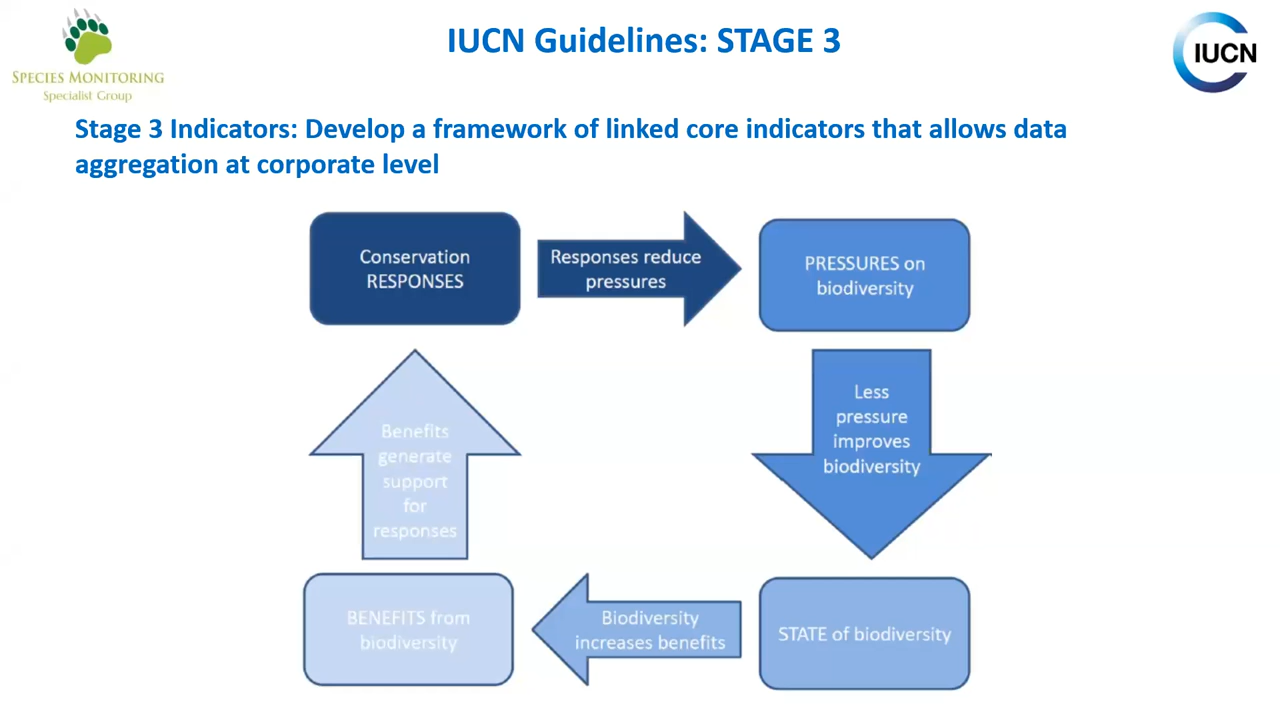 SPECIES MONITORING
Specialist Group
IUCN Guidelines: STAGE 3
IUCN
Stage 3 Indicators: Develop a framework of linked core indicators that allows data
aggregation at corporate level
Conservation
RESPONSES
Responses reduce
pressures
PRESSURES on
biodiversity
Less
pressure
improves
biodiversity
STATE of biodiversity
Biodiversity
increases benefits
BENEFITS from
biodiversity
Benefits
generate
support
for
responses